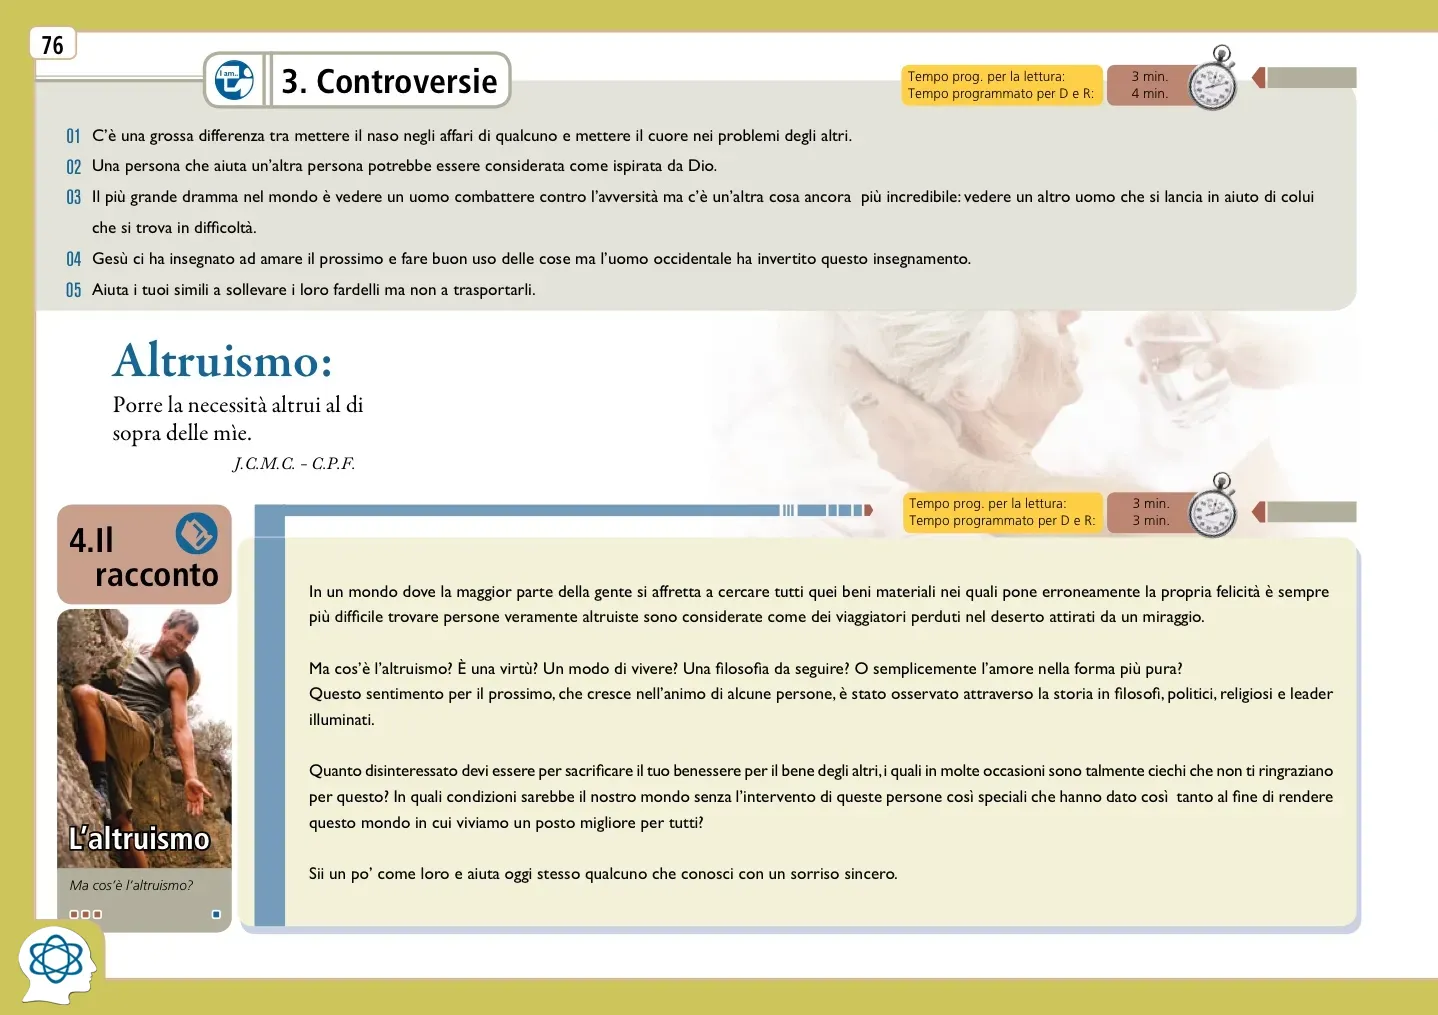 76
I am...
3. Controversie
Tempo prog. per la lettura: 3 min.
Tempo programmato per D e R: 4 min.
01 C'è una grossa differenza tra mettere il naso negli affari di qualcuno e mettere il cuore nei problemi degli altri.
02 Una persona che aiuta un'altra persona potrebbe essere considerata come ispirata da Dio.
03 Il più grande dramma nel mondo è vedere un uomo combattere contro l'avversità ma c'è un'altra cosa ancora più incredibile: vedere un altro uomo che si lancia in aiuto di colui
che si trova in difficoltà.
04 Gesù ci ha insegnato ad amare il prossimo e fare buon uso delle cose ma l'uomo occidentale ha invertito questo insegnamento.
05 Aiuta i tuoi simili a sollevare i loro fardelli ma non a trasportarli.
Altruismo:
Porre la necessità altrui al di
sopra delle mìe.
J.C.M.C. - C.P.F.
Tempo prog. per la lettura: 3 min.
Tempo programmato per D e R: 3 min.
4.Il
racconto
L'altruismo
Ma cos'è l'altruismo?
In un mondo dove la maggior parte della gente si affretta a cercare tutti quei beni materiali nei quali pone erroneamente la propria felicità è sempre
più difficile trovare persone veramente altruiste sono considerate come dei viaggiatori perduti nel deserto attirati da un miraggio.
Ma cos'è l'altruismo? È una virtù? Un modo di vivere? Una filosofia da seguire? O semplicemente l'amore nella forma più pura?
Questo sentimento per il prossimo, che cresce nell'animo di alcune persone, è stato osservato attraverso la storia in filosofi, politici, religiosi e leader
illuminati.
Quanto disinteressato devi essere per sacrificare il tuo benessere per il bene degli altri, i quali in molte occasioni sono talmente ciechi che non ti ringraziano
per questo? In quali condizioni sarebbe il nostro mondo senza l'intervento di queste persone così speciali che hanno dato così tanto al fine di rendere
questo mondo in cui viviamo un posto migliore per tutti?
Sii un po' come loro e aiuta oggi stesso qualcuno che conosci con un sorriso sincero.